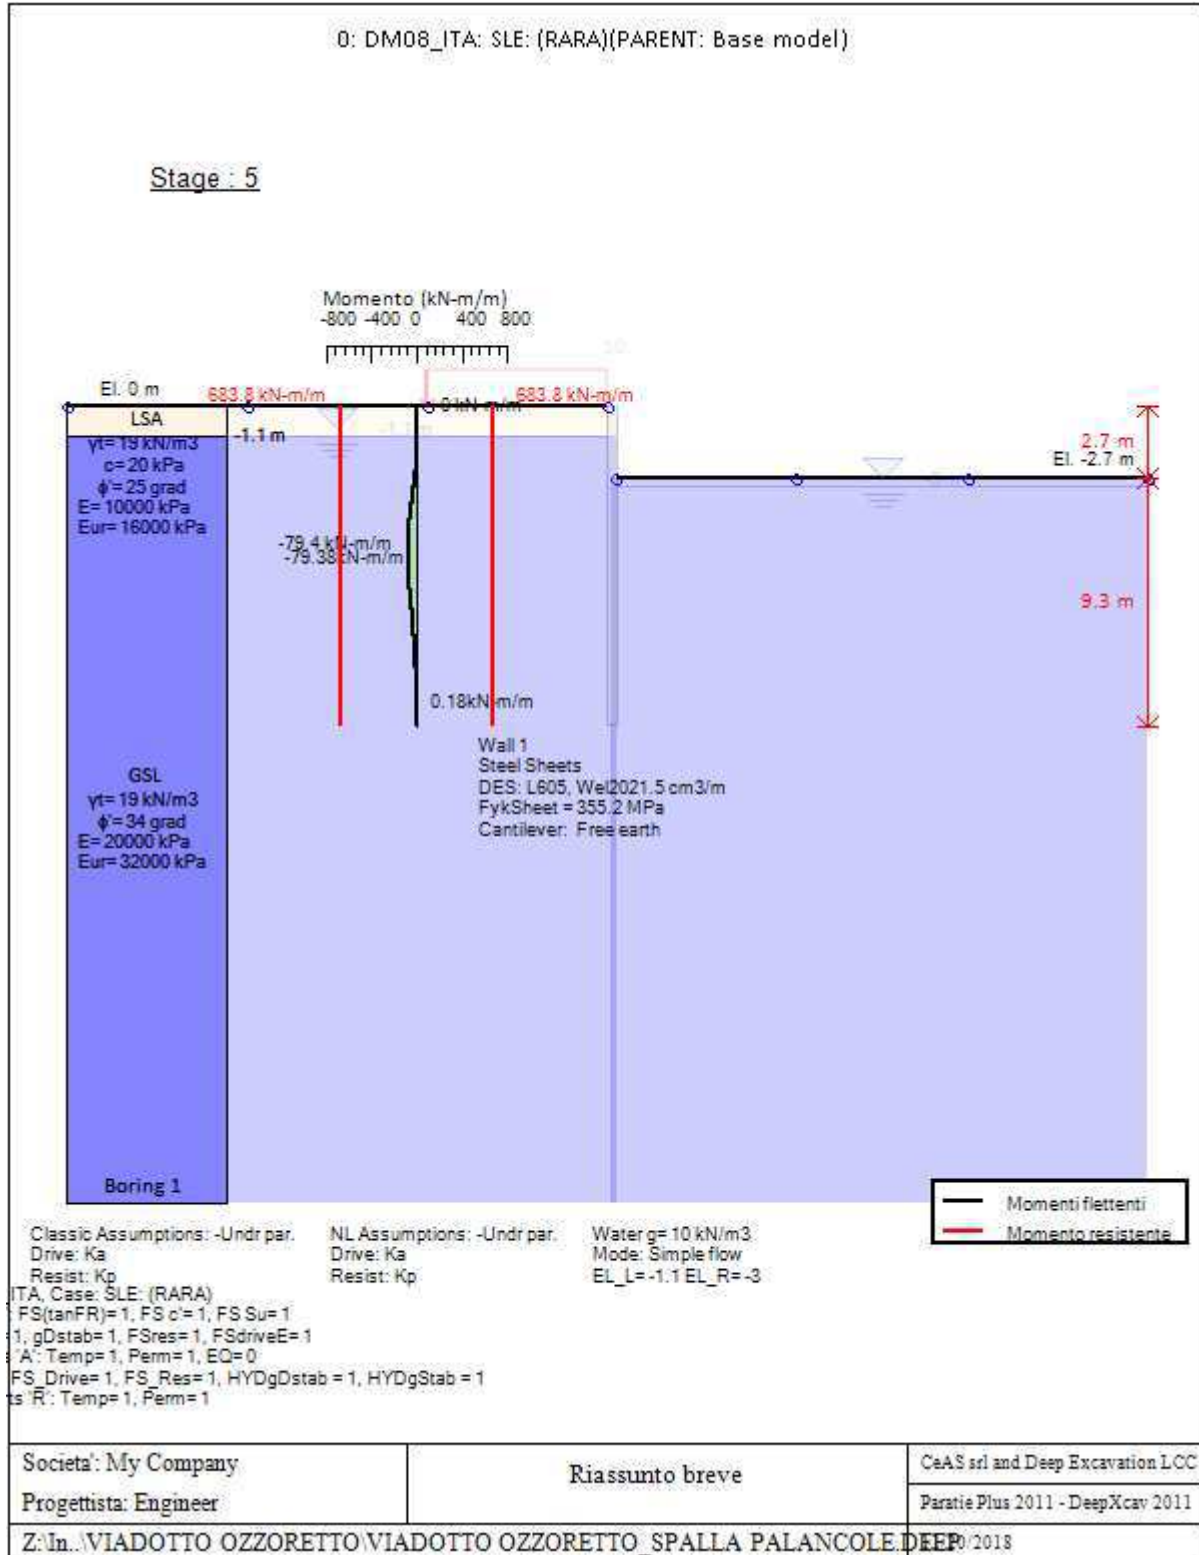 0: DM08_ITA: SLE: (RARA)(PARENT: Base model)
Stage : 5
Momento (kN-m/m)
-800 -400 0 400 800
10
El. 0 m
683.8 kN-m/m
0 kN-m/m
683.8 kN-m/m
LSA
-1.1 m
γt= 19 kN/m3
c= 20 kPa
ϕ'= 25 grad
E= 10000 kPa
Eur= 16000 kPa
2.7 m
El. -2.7 m
-79.4 kN-m/m
-79.38kN-m/m
9.3 m
0.18kN-m/m
Wall 1
Steel Sheets
DES: L605, Wel2021.5 cm3/m
FykSheet = 355.2 MPa
Cantilever: Free earth
GSL
γt= 19 kN/m3
ϕ'= 34 grad
E= 20000 kPa
Eur= 32000 kPa
Boring 1
Momenti flettenti
Momento resistente
Classic Assumptions: -Undr par.
Drive: Ka
Resist: Kp
NL Assumptions: -Undr par.
Drive: Ka
Resist: Kp
Water g= 10 kN/m3
Mode: Simple flow
EL_L= -1.1 EL_R= -3
ITA, Case: SLE: (RARA)
FS(tanFR)= 1, FS c'= 1, FS Su= 1
1, gDstab= 1, FSres= 1, FSdriveE= 1
'A': Temp= 1, Perm= 1, EQ= 0
FS_Drive= 1, FS_Res= 1, HYDgDstab = 1, HYDgStab = 1
ts 'R': Temp= 1, Perm= 1
Societa': My Company
Progettista: Engineer
Riassunto breve
CeAS srl and Deep Excavation LCC
Paratie Plus 2011 - DeepXcav 2011
Z:\In..\VIADOTTO OZZORETTO\VIADOTTO OZZORETTO_SPALLA PALANCOLE.DEEP
0/2018